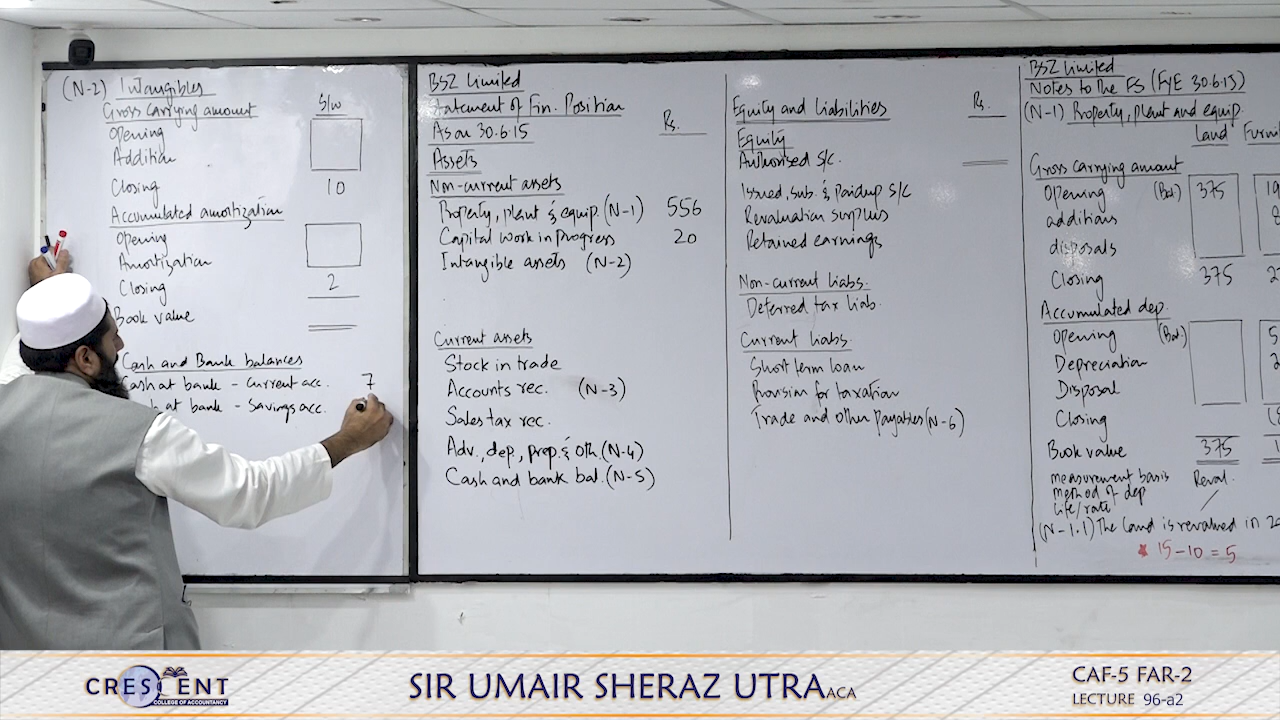 (N-2) Intangibles
S/w
Gross carrying amount
Opening
Addition
Closing 10
Accumulated amortization
Opening
Amortization
Closing 2
Book value
Cash and Bank balances
Cash at bank - Current acc. 7
at bank - Savings acc.
BSZ Limited
Statement of Fin. Position
As on 30.6.15
Rs.
Assets
Non-current assets
Property, plant & equip. (N-1) 556
Capital work in progress 20
Intangible assets (N-2)
Current assets
Stock in trade
Accounts rec. (N-3)
Sales tax rec.
Adv., dep., prep. & oth. (N-4)
Cash and bank bal. (N-5)
Equity and Liabilities Rs.
Equity
Authorised S/C.
Issued, sub. & paidup S/C
Revaluation surplus
Retained earnings
Non-current Liabs.
Deferred tax Liab.
Current Liabs.
Short term loan
Provision for taxation
Trade and other payables (N-6)
BSZ Limited
Notes to the FS (FYE 30.6.15)
(N-1) Property, plant and equip.
Land
Gross carrying amount
Opening (Bal) 375
additions
disposals
Closing 375
Accumulated dep.
Opening (Bal) 5
Depreciation
Disposal
Closing
Book value 375
measurement basis Reval.
method of dep
life/rate
(N-1.1) The land is revalued in
* 15-10 = 5
CRESCENT
COLLEGE OF ACCOUNTANCY
SIR UMAIR SHERAZ UTRA ACA
CAF-5 FAR-2
LECTURE 96-a2